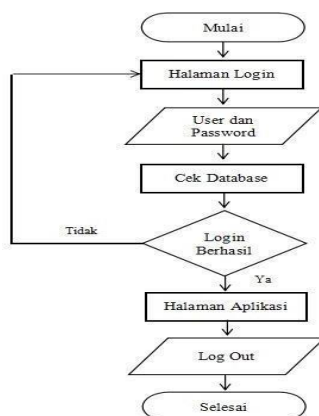 Mulai
Halaman Login
User dan
Password
Cek Database
Tidak
Login
Berhasil
Ya
Halaman Aplikasi
Log Out
Selesai